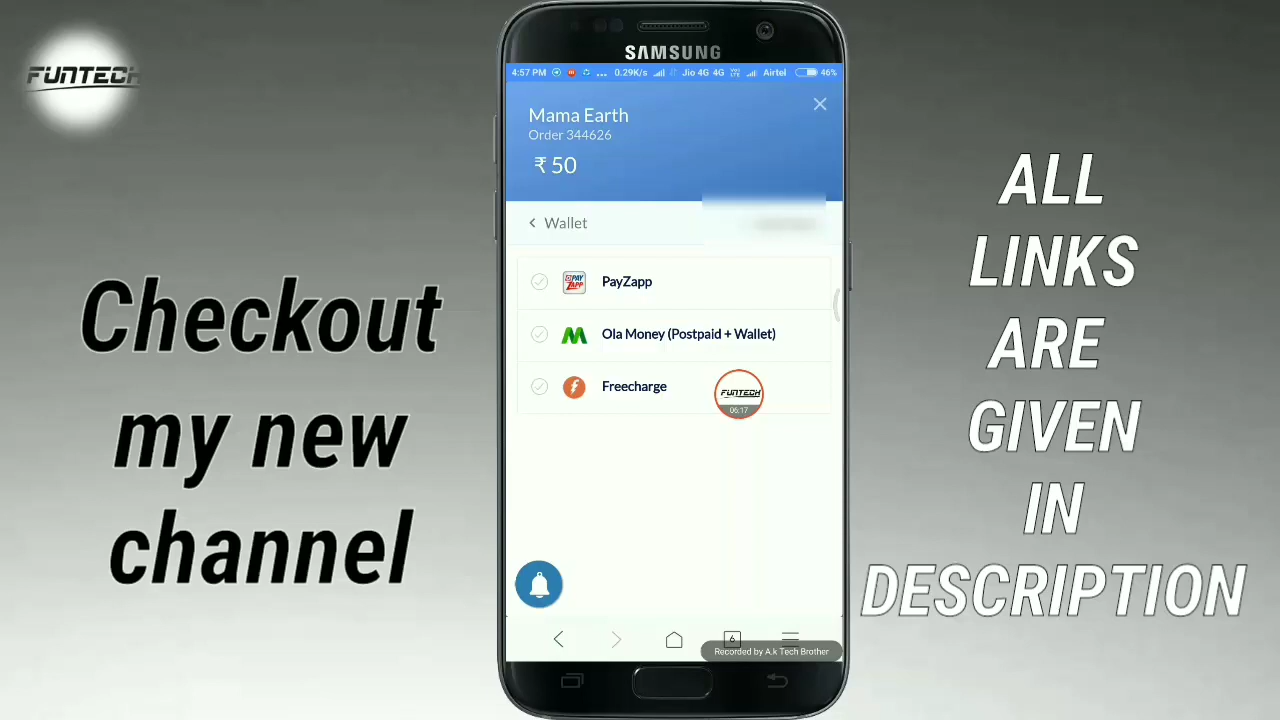 FUNTECH
Checkout
my new
channel
SAMSUNG
4:57 PM ... 0.29K/s Jio 4G 4G VoLTE Airtel 46%
Mama Earth
Order 344626
₹ 50
Wallet
PayZapp
Ola Money (Postpaid + Wallet)
Freecharge
FUNTECH
06:17
6
Recorded by A.k Tech Brother
ALL
LINKS
ARE
GIVEN
IN
DESCRIPTION